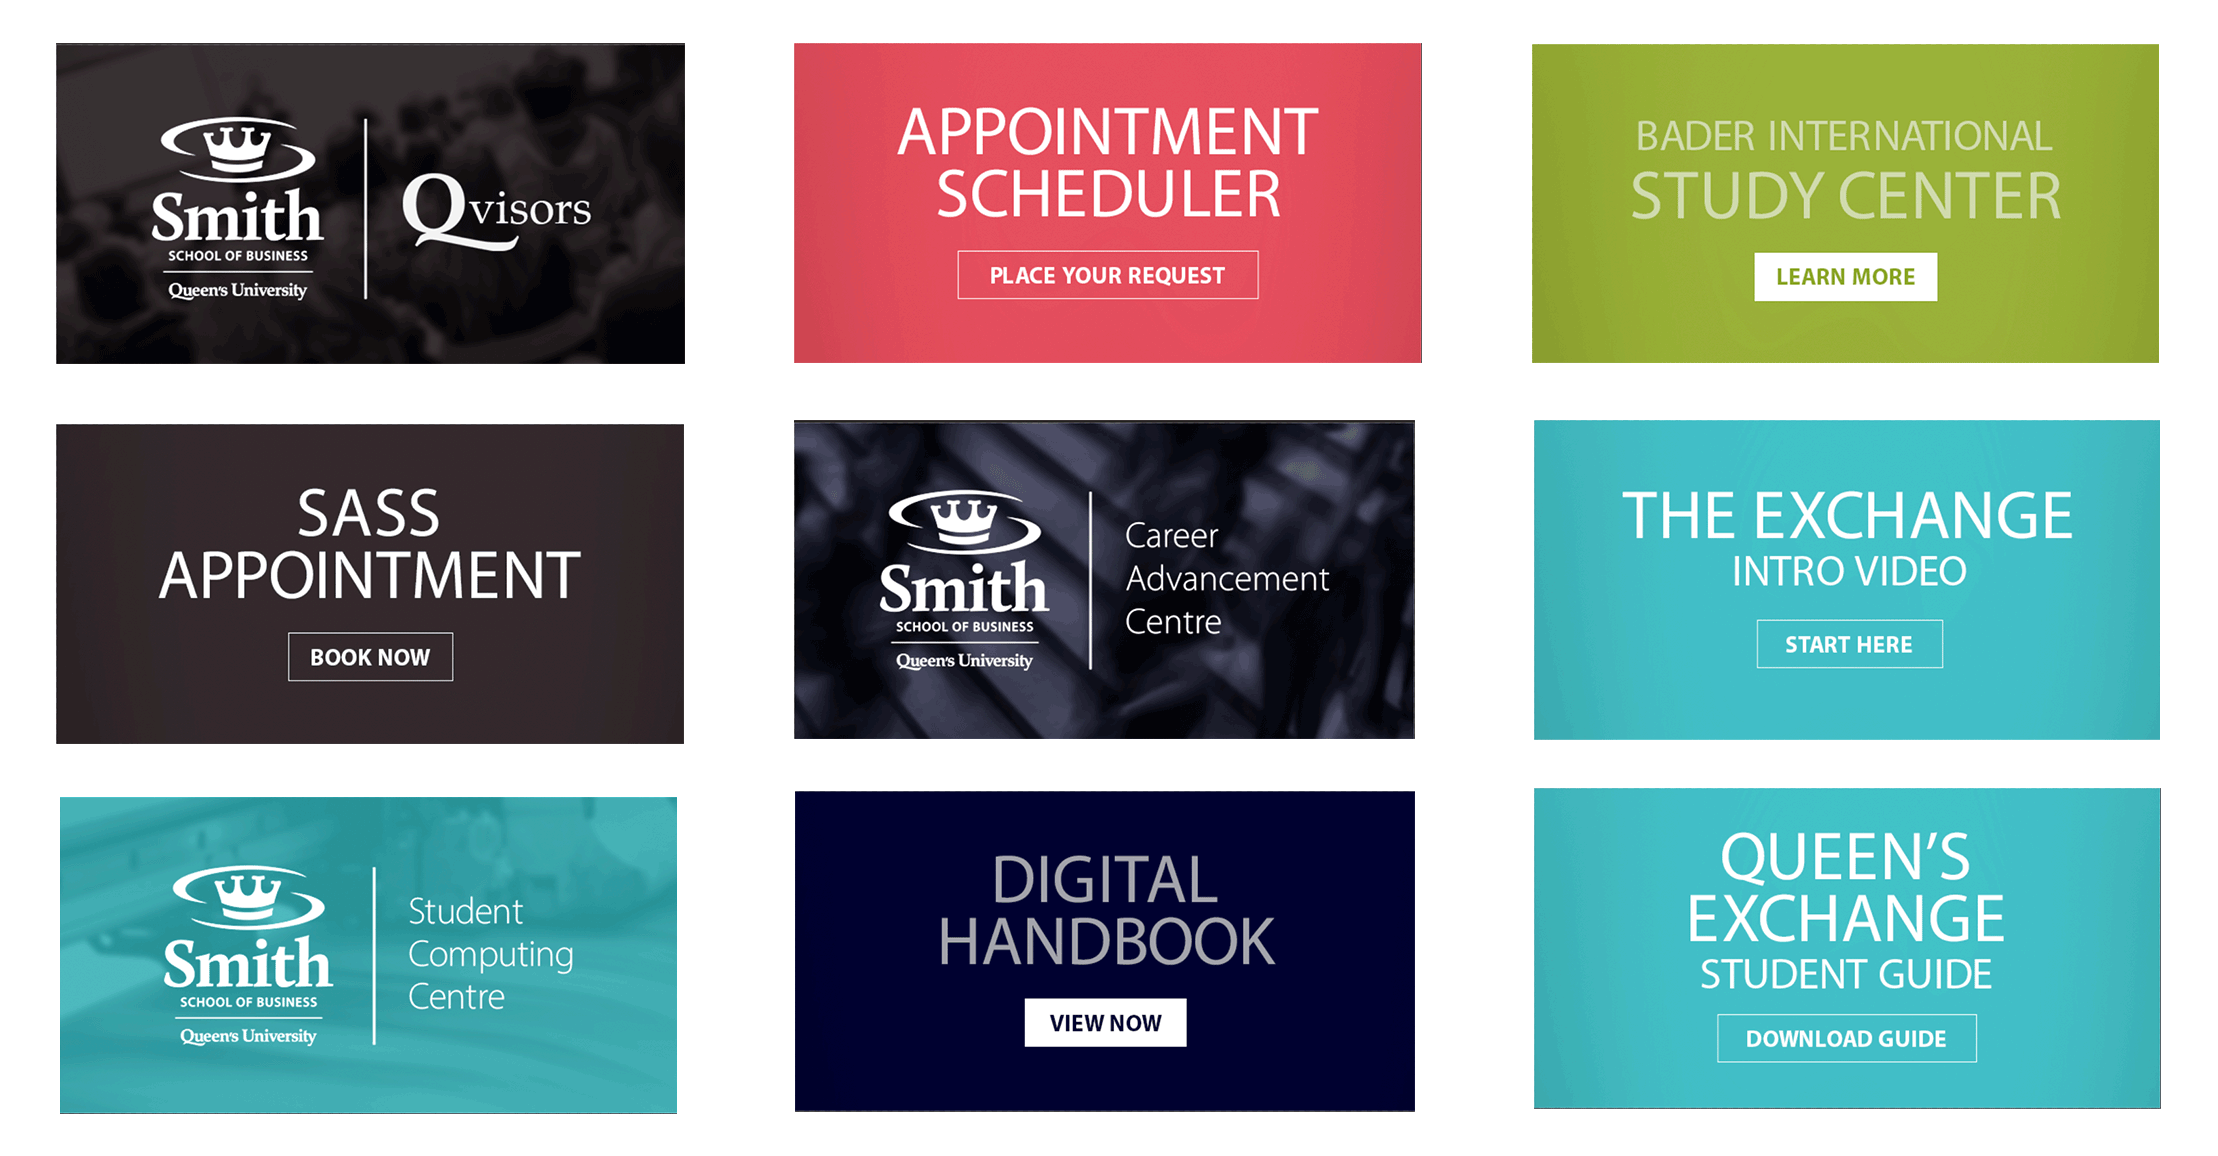 Smith
SCHOOL OF BUSINESS
Queen's University
Qvisors
APPOINTMENT
SCHEDULER
PLACE YOUR REQUEST
BADER INTERNATIONAL
STUDY CENTER
LEARN MORE
SASS
APPOINTMENT
BOOK NOW
Smith
SCHOOL OF BUSINESS
Queen's University
Career
Advancement
Centre
THE EXCHANGE
INTRO VIDEO
START HERE
Smith
SCHOOL OF BUSINESS
Queen's University
Student
Computing
Centre
DIGITAL
HANDBOOK
VIEW NOW
QUEEN'S
EXCHANGE
STUDENT GUIDE
DOWNLOAD GUIDE